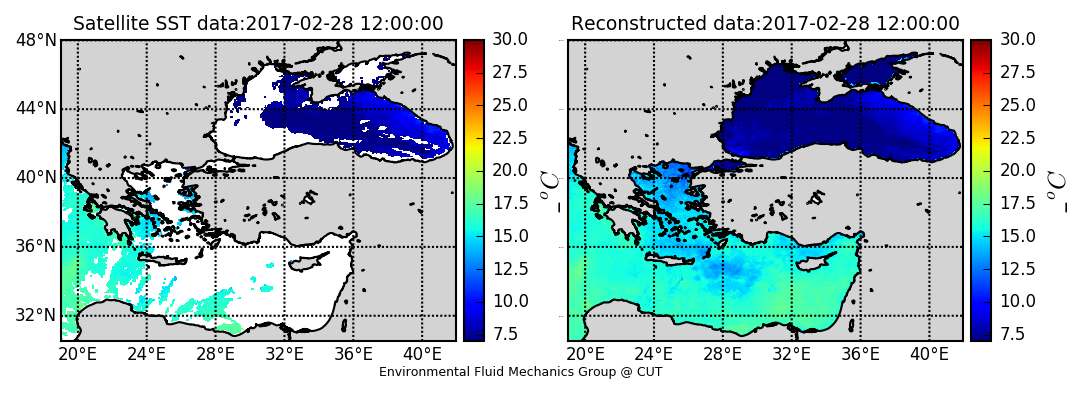 Satellite SST data:2017-02-28 12:00:00
Reconstructed data:2017-02-28 12:00:00
48°N
44°N
40°N
36°N
32°N
20°E 24°E 28°E 32°E 36°E 40°E
30.0
27.5
25.0
22.5
20.0
17.5
15.0
12.5
10.0
7.5
_°C
20°E 24°E 28°E 32°E 36°E 40°E
30.0
27.5
25.0
22.5
20.0
17.5
15.0
12.5
10.0
7.5
_°C
Environmental Fluid Mechanics Group @ CUT